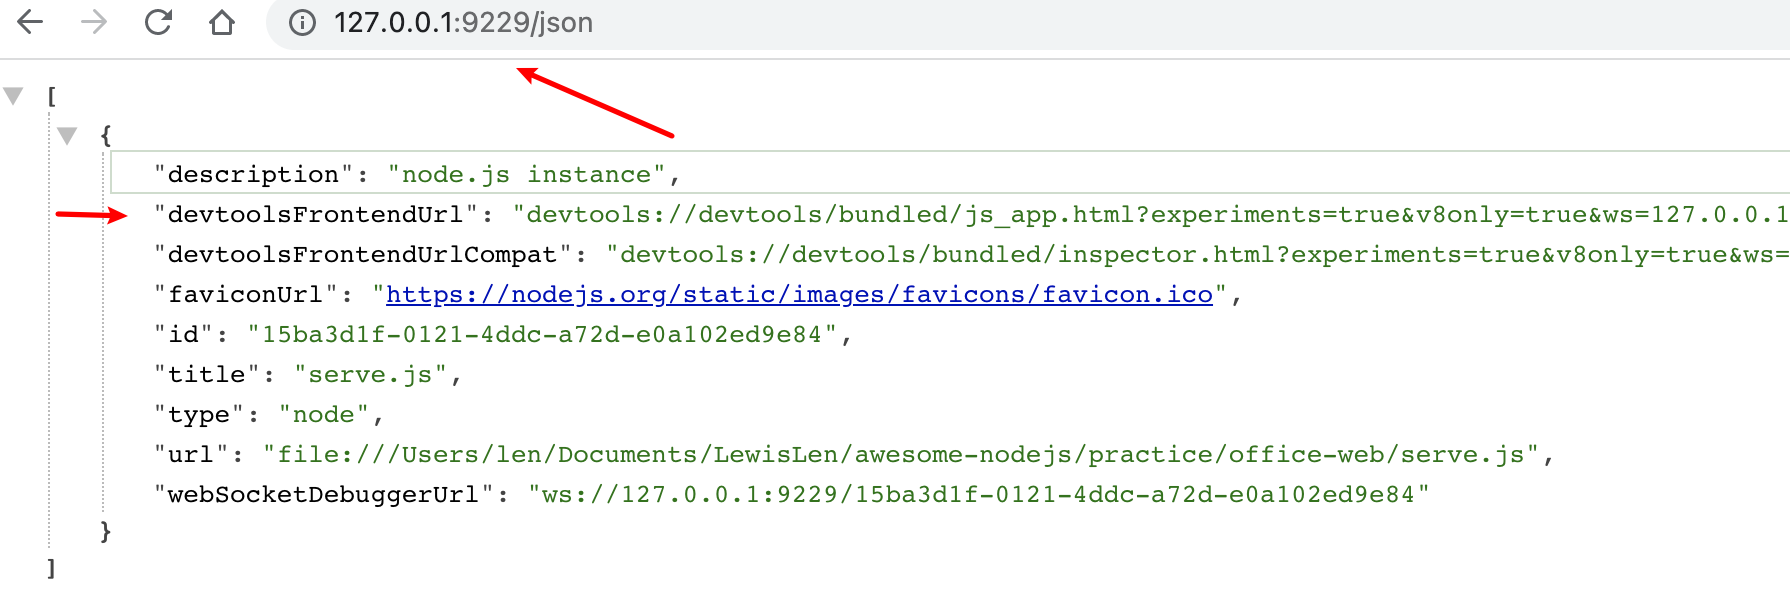 127.0.0.1:9229/json
[
{
"description": "node.js instance",
"devtoolsFrontendUrl": "devtools://devtools/bundled/js_app.html?experiments=true&v8only=true&ws=127.0.0.1
"devtoolsFrontendUrlCompat": "devtools://devtools/bundled/inspector.html?experiments=true&v8only=true&ws=
"faviconUrl": "https://nodejs.org/static/images/favicons/favicon.ico",
"id": "15ba3d1f-0121-4ddc-a72d-e0a102ed9e84",
"title": "serve.js",
"type": "node",
"url": "file:///Users/len/Documents/LewisLen/awesome-nodejs/practice/office-web/serve.js",
"webSocketDebuggerUrl": "ws://127.0.0.1:9229/15ba3d1f-0121-4ddc-a72d-e0a102ed9e84"
}
]